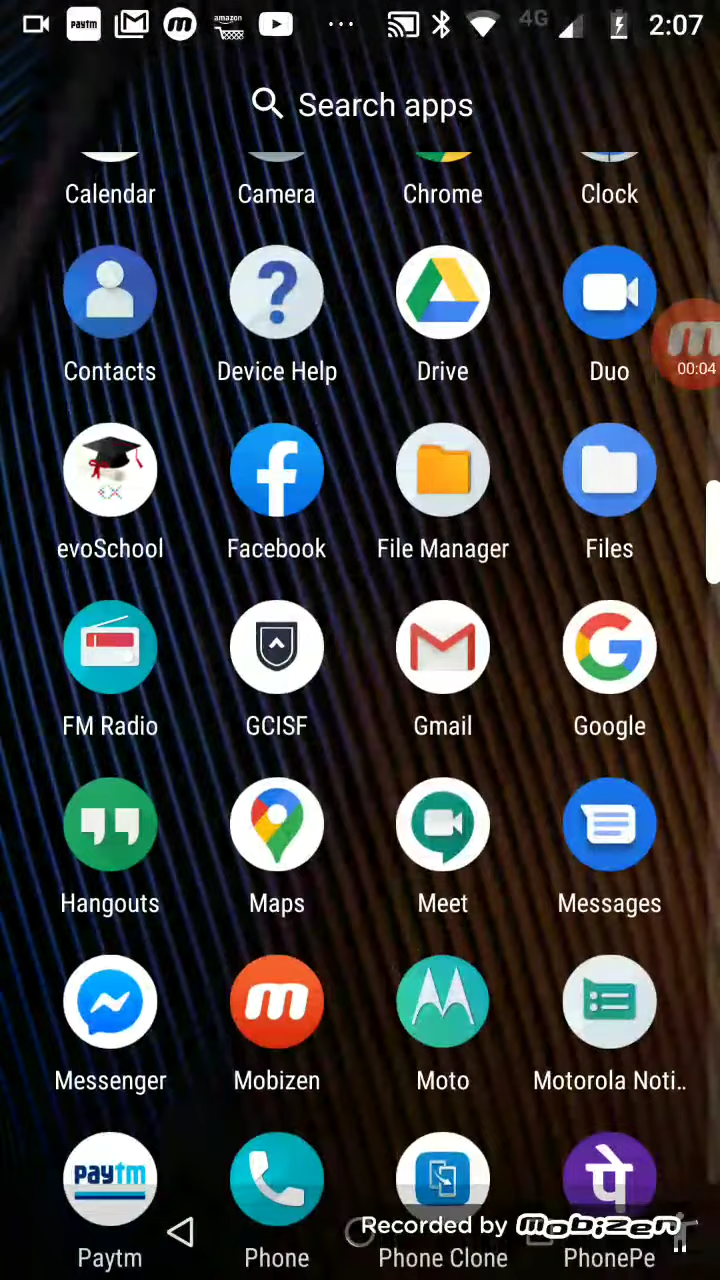 paytm M m amazon 4G 2:07
Search apps
Calendar Camera Chrome Clock
Contacts Device Help Drive Duo
00:04
evoSchool Facebook File Manager Files
FM Radio GCISF Gmail Google
Hangouts Maps Meet Messages
Messenger Mobizen Moto Motorola Noti..
paytm पे
Recorded by mobizen
Paytm Phone Phone Clone PhonePe